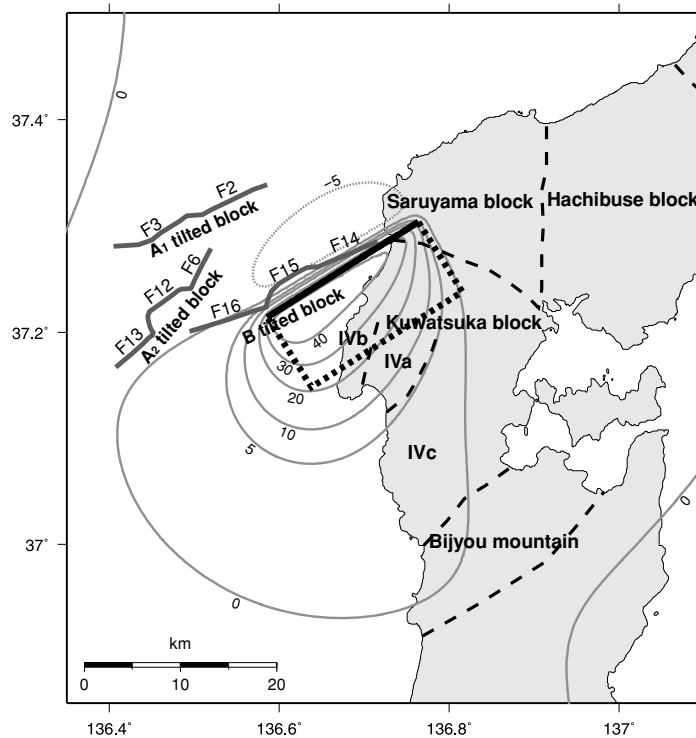 37.4˚
37.2˚
37˚
136.4˚
136.6˚
136.8˚
137˚
0
−5
F2
F3
A1 tilted block
F6
F12
F13
A2 tilted block
F14
F15
F16
B tilted block
Saruyama block
Hachibuse block
Kuwatsuka block
IVb
IVa
IVc
40
30
20
10
5
0
0
Bijyou mountain
km
0
10
20